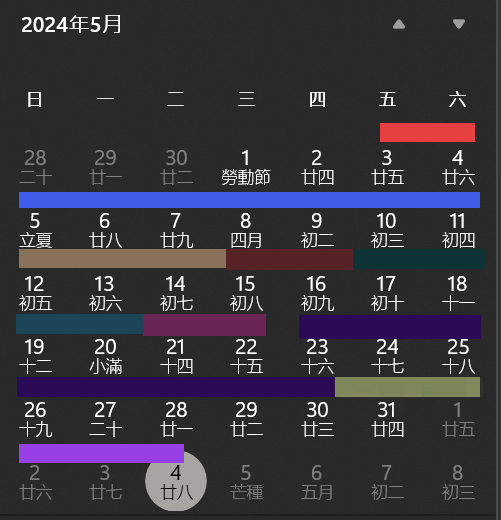 2024年5月
日 一 二 三 四 五 六
28 29 30 1 2 3 4
二十 廿一 廿二 勞動節 廿四 廿五 廿六
5 6 7 8 9 10 11
立夏 廿八 廿九 四月 初二 初三 初四
12 13 14 15 16 17 18
初五 初六 初七 初八 初九 初十 十一
19 20 21 22 23 24 25
十二 小滿 十四 十五 十六 十七 十八
26 27 28 29 30 31 1
十九 二十 廿一 廿二 廿三 廿四 廿五
2 3 4 5 6 7 8
廿六 廿七 廿八 芒種 五月 初二 初三